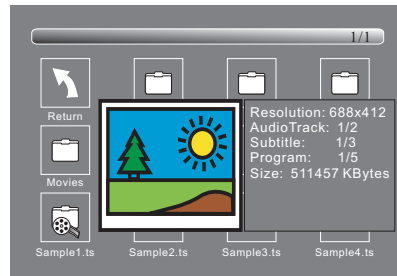 1/1
Return
Resolution: 688x412
AudioTrack: 1/2
Subtitle: 1/3
Program: 1/5
Size: 511457 KBytes
Movies
Sample1.ts
Sample2.ts
Sample3.ts
Sample4.ts